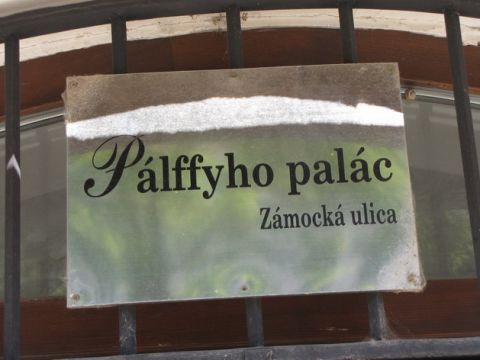 Pálffyho palác
Zámocká ulica